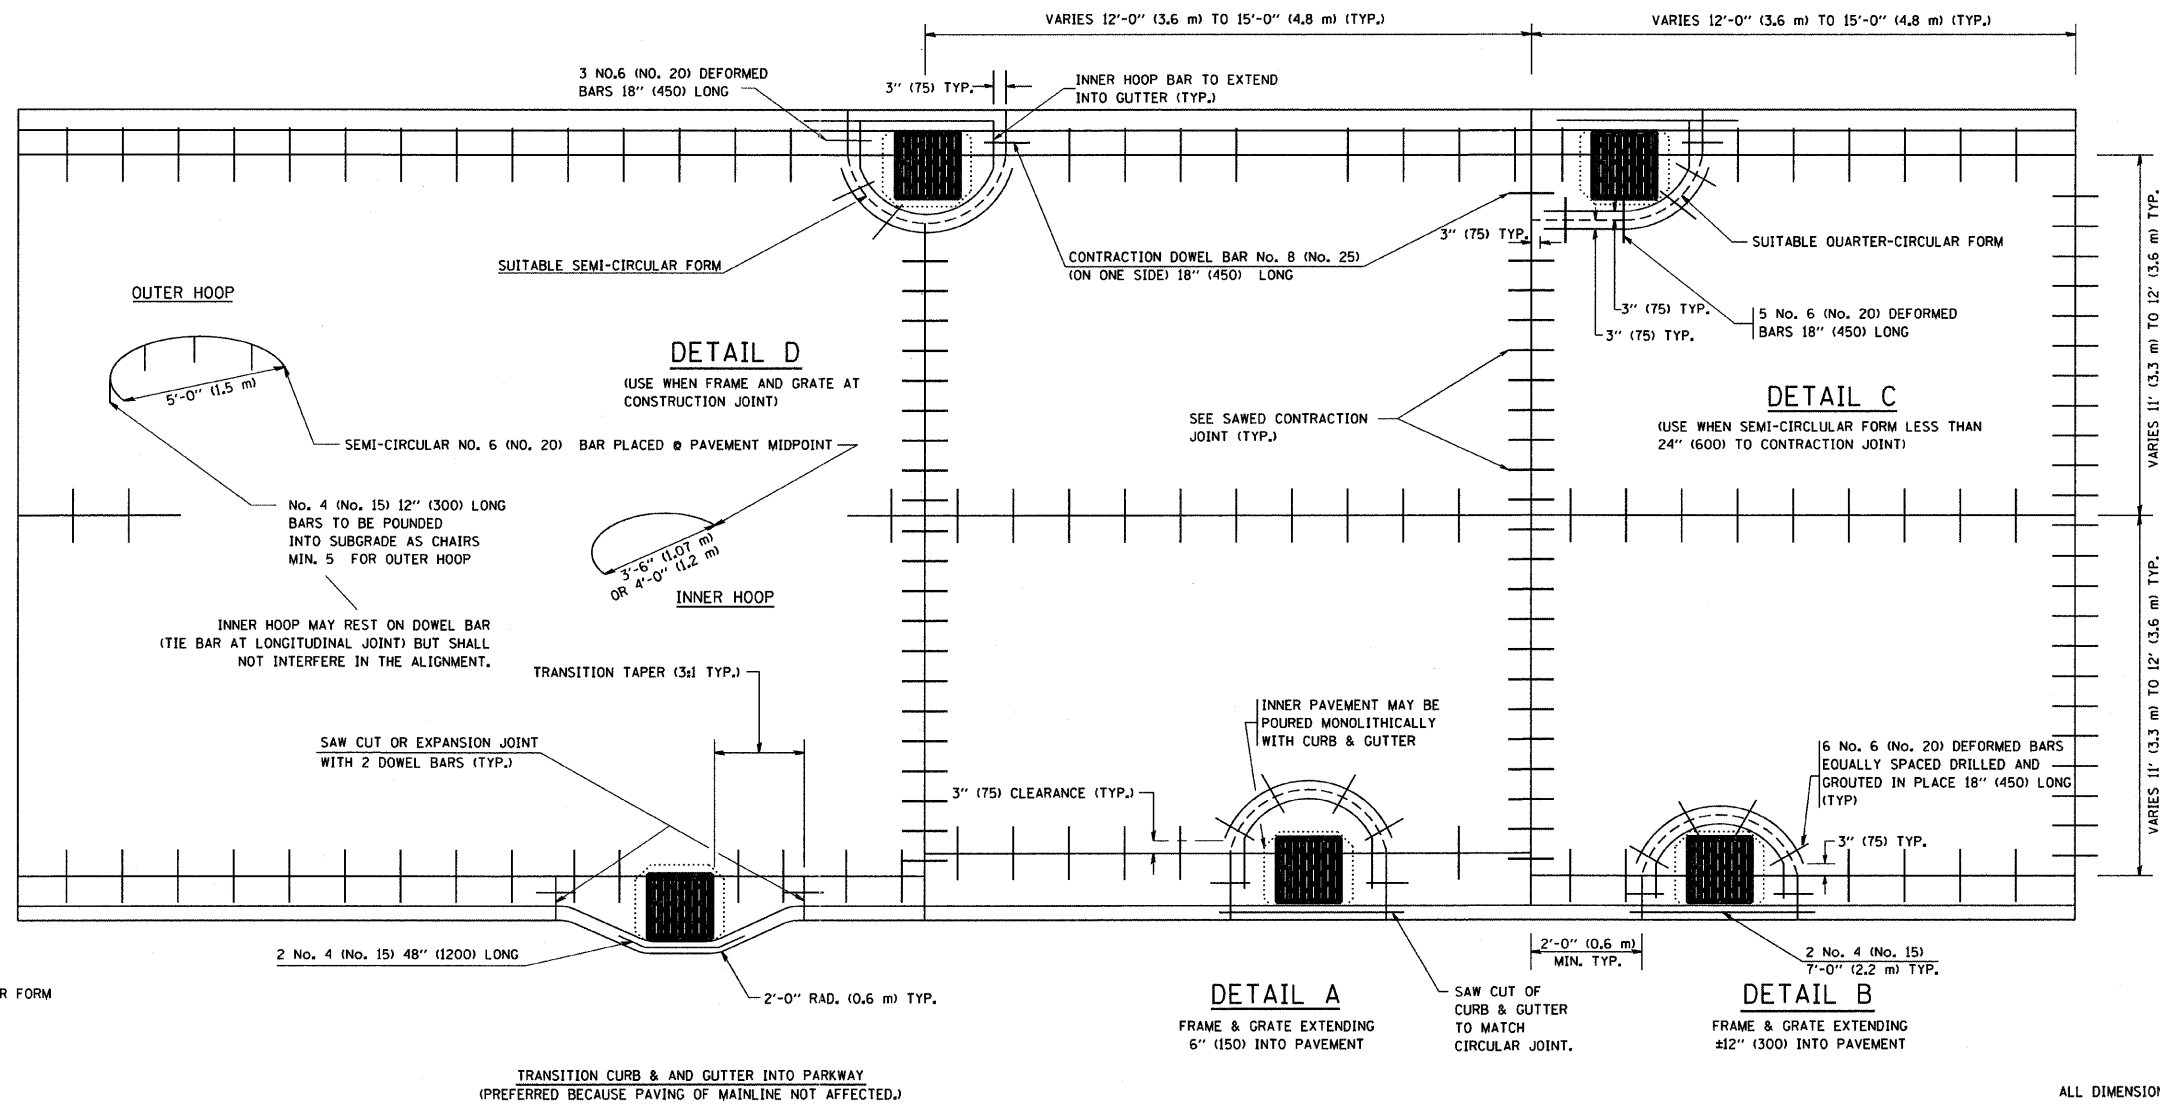 VARIES 12'-0" (3.6 m) TO 15'-0" (4.8 m) (TYP.)
VARIES 12'-0" (3.6 m) TO 15'-0" (4.8 m) (TYP.)
3 NO.6 (NO. 20) DEFORMED
BARS 18" (450) LONG
3" (75) TYP.
INNER HOOP BAR TO EXTEND
INTO GUTTER (TYP.)
SUITABLE SEMI-CIRCULAR FORM
CONTRACTION DOWEL BAR No. 8 (No. 25)
(ON ONE SIDE) 18" (450) LONG
3" (75) TYP.
SUITABLE QUARTER-CIRCULAR FORM
3" (75) TYP.
3" (75) TYP.
5 No. 6 (No. 20) DEFORMED
BARS 18" (450) LONG
VARIES 11' (3.3 m) TO 12' (3.6 m) TYP.
OUTER HOOP
5'-0" (1.5 m)
DETAIL D
(USE WHEN FRAME AND GRATE AT
CONSTRUCTION JOINT)
SEMI-CIRCULAR NO. 6 (NO. 20) BAR PLACED @ PAVEMENT MIDPOINT
SEE SAWED CONTRACTION
JOINT (TYP.)
DETAIL C
(USE WHEN SEMI-CIRCLULAR FORM LESS THAN
24" (600) TO CONTRACTION JOINT)
No. 4 (No. 15) 12" (300) LONG
BARS TO BE POUNDED
INTO SUBGRADE AS CHAIRS
MIN. 5 FOR OUTER HOOP
3'-6" (1.07 m)
OR 4'-0" (1.2 m)
INNER HOOP
INNER HOOP MAY REST ON DOWEL BAR
(TIE BAR AT LONGITUDINAL JOINT) BUT SHALL
NOT INTERFERE IN THE ALIGNMENT.
TRANSITION TAPER (3:1 TYP.)
SAW CUT OR EXPANSION JOINT
WITH 2 DOWEL BARS (TYP.)
INNER PAVEMENT MAY BE
POURED MONOLITHICALLY
WITH CURB & GUTTER
3" (75) CLEARANCE (TYP.)
6 No. 6 (No. 20) DEFORMED BARS
EQUALLY SPACED DRILLED AND
GROUTED IN PLACE 18" (450) LONG
(TYP)
3" (75) TYP.
VARIES 11' (3.3 m) TO 12' (3.6 m) TYP.
2 No. 4 (No. 15) 48" (1200) LONG
2'-0" RAD. (0.6 m) TYP.
2'-0" (0.6 m)
MIN. TYP.
2 No. 4 (No. 15)
7'-0" (2.2 m) TYP.
R FORM
DETAIL A
FRAME & GRATE EXTENDING
6" (150) INTO PAVEMENT
SAW CUT OF
CURB & GUTTER
TO MATCH
CIRCULAR JOINT.
DETAIL B
FRAME & GRATE EXTENDING
±12" (300) INTO PAVEMENT
TRANSITION CURB & AND GUTTER INTO PARKWAY
(PREFERRED BECAUSE PAVING OF MAINLINE NOT AFFECTED.)
ALL DIMENSION